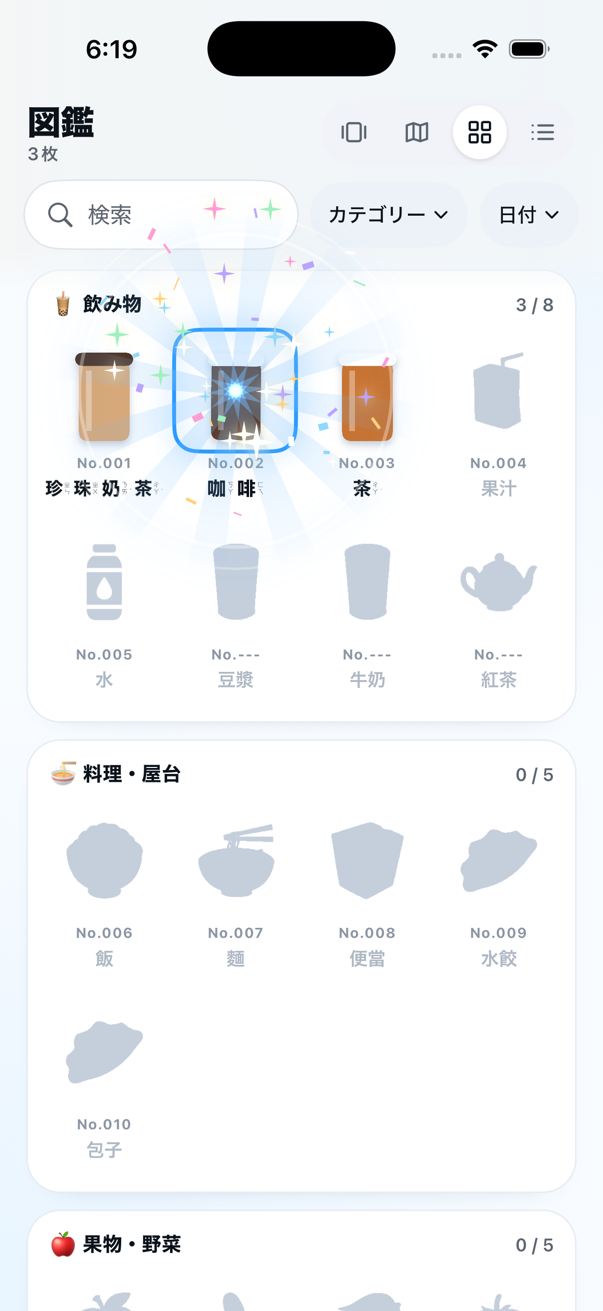 6:19
図鑑
3枚
検索
カテゴリー
日付
飲み物
3 / 8
No.001
No.002
No.003
No.004
珍珠奶茶
咖啡
茶
果汁
No.005
No.---
No.---
No.---
水
豆漿
牛奶
紅茶
料理・屋台
0 / 5
No.006
No.007
No.008
No.009
飯
麵
便當
水餃
No.010
包子
果物・野菜
0 / 5